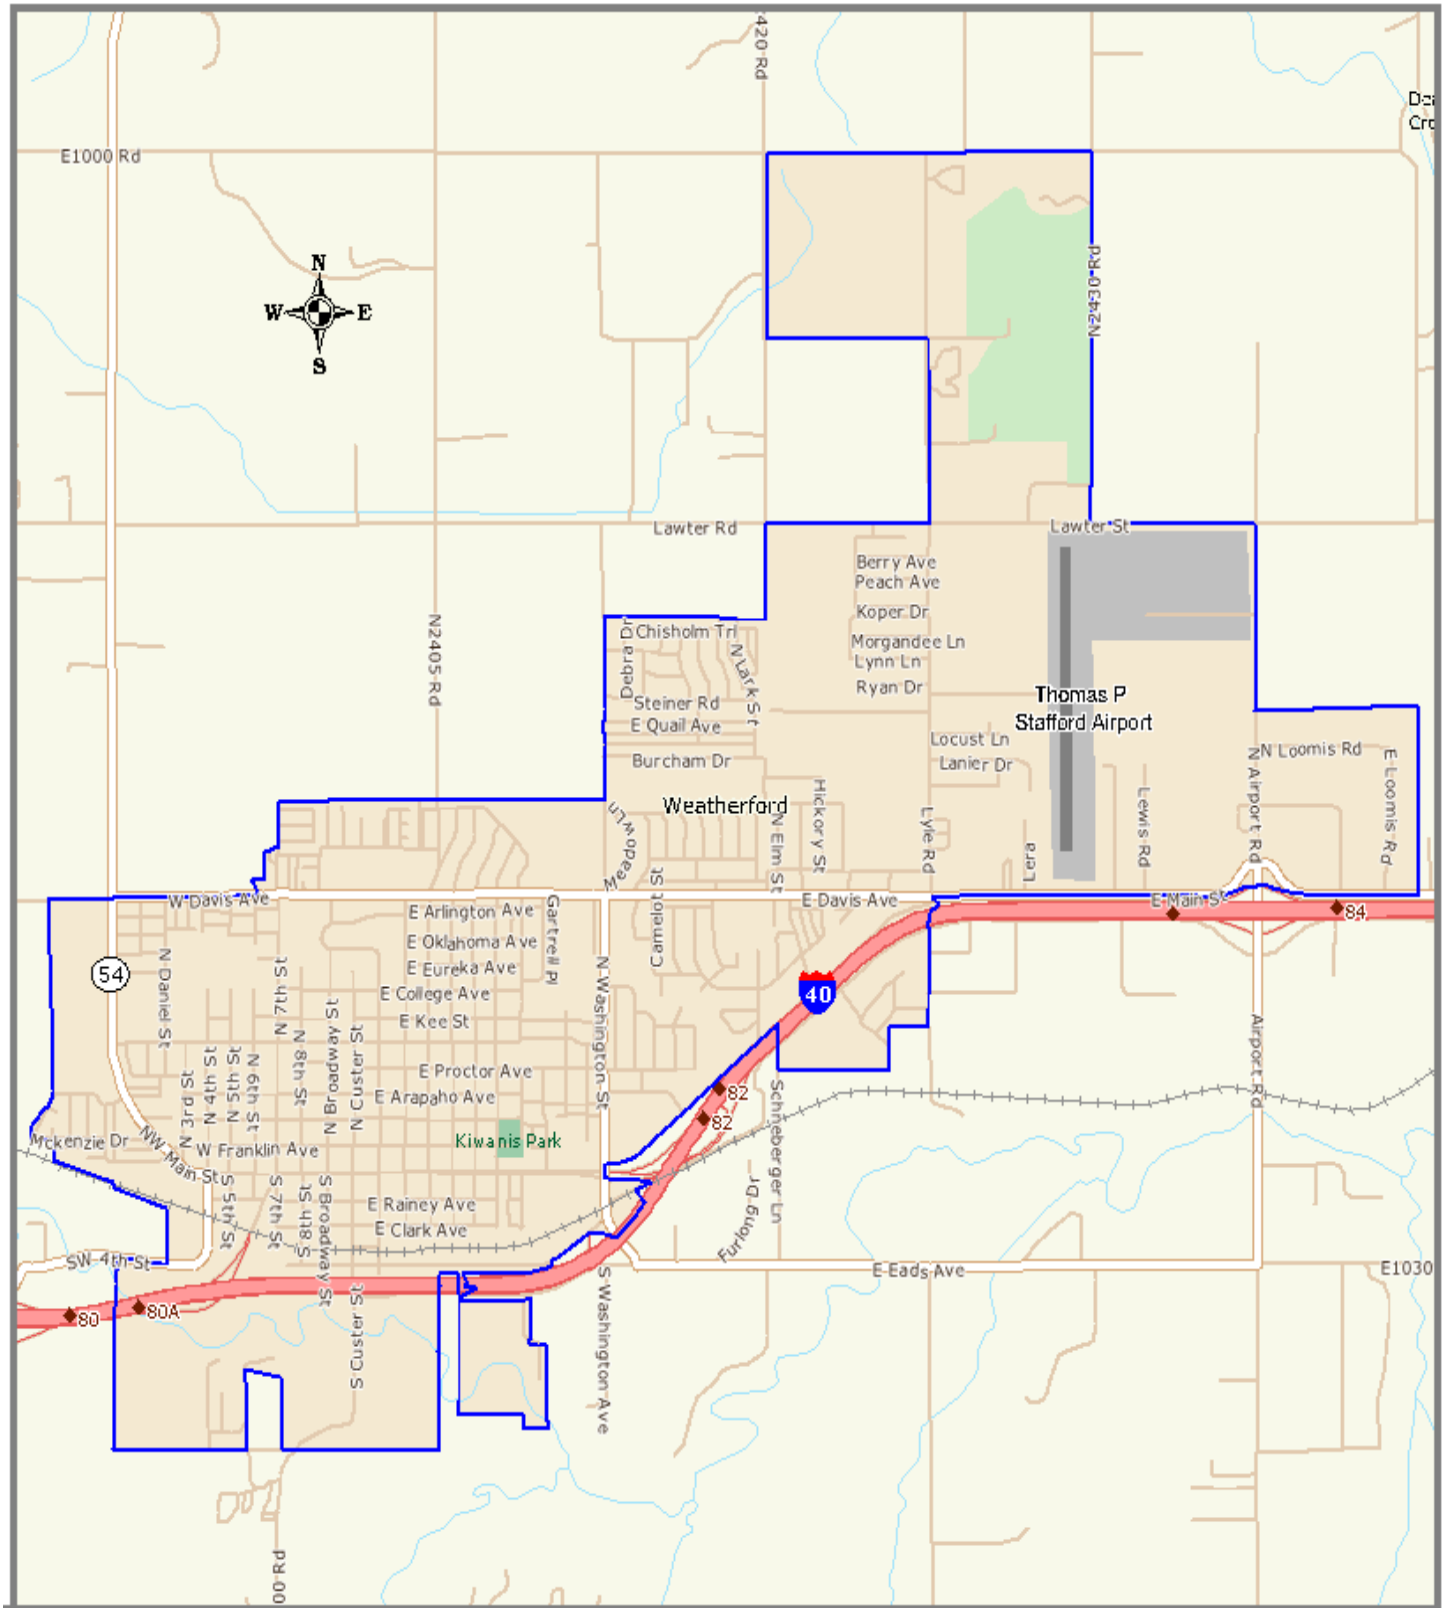 2420 Rd
E1000 Rd
N
W E
S
N2430 Rd
Lawter Rd
Lawter St
Berry Ave
Peach Ave
Koper Dr
Morgandee Ln
Lynn Ln
Ryan Dr
N2405 Rd
Debra Dr
Chisholm Trl
N Lark St
Steiner Rd
E Quail Ave
Burcham Dr
Thomas P
Stafford Airport
Locust Ln
Lanier Dr
N Loomis Rd
E Loomis Rd
N Airport Rd
Weatherford
Meadow Ln
Hickory St
N Elm St
Lyle Rd
Lera
Lewis Rd
W Davis Ave
E Davis Ave
E Main St
84
Gartrell Pl
Camelot St
E Arlington Ave
E Oklahoma Ave
E Eureka Ave
E College Ave
E Kee St
54
40
N Daniel St
N 7th St
N Washington St
N 3rd St
N 4th St
N 5th St
N 6th St
N 8th St
N Broadway St
N Custer St
E Proctor Ave
E Arapaho Ave
Airport Rd
82
82
Schneberger Ln
Mckenzie Dr
NW Main St
W Franklin Ave
Kiwanis Park
S 5th St
S 7th St
S 8th St
S Broadway St
E Rainey Ave
E Clark Ave
Furlong Dr
SW 4th St
E Eads Ave
E1030
80
80A
S Custer St
S Washington Ave
00 Rd